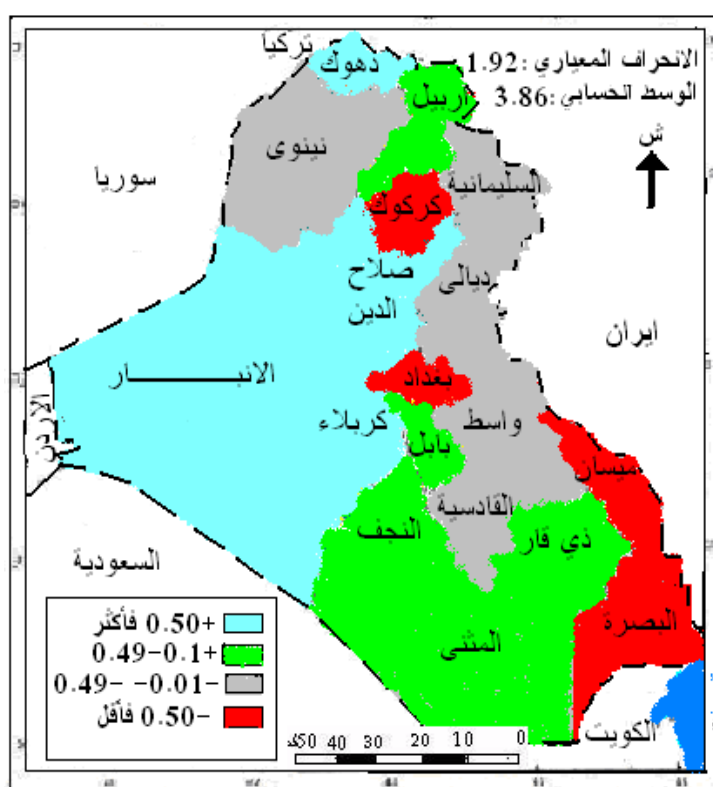 الانحراف المعياري :1.92
الوسط الحسابي :3.86
ش
تركيا
دهوك
اربيل
نينوى
سوريا
السليمانية
كركوك
صلاح
الدين
ديالى
ايران
بغداد
الانبــــــــار
كربلاء
بابل
واسط
ميسان
القادسية
النجف
ذي قار
الاردن
السعودية
المثنى
البصرة
الكويت
+0.50 فأكثر
+0.1-0.49
-0.01- -0.49
-0.50 فأقل
50 40 30 20 10 0